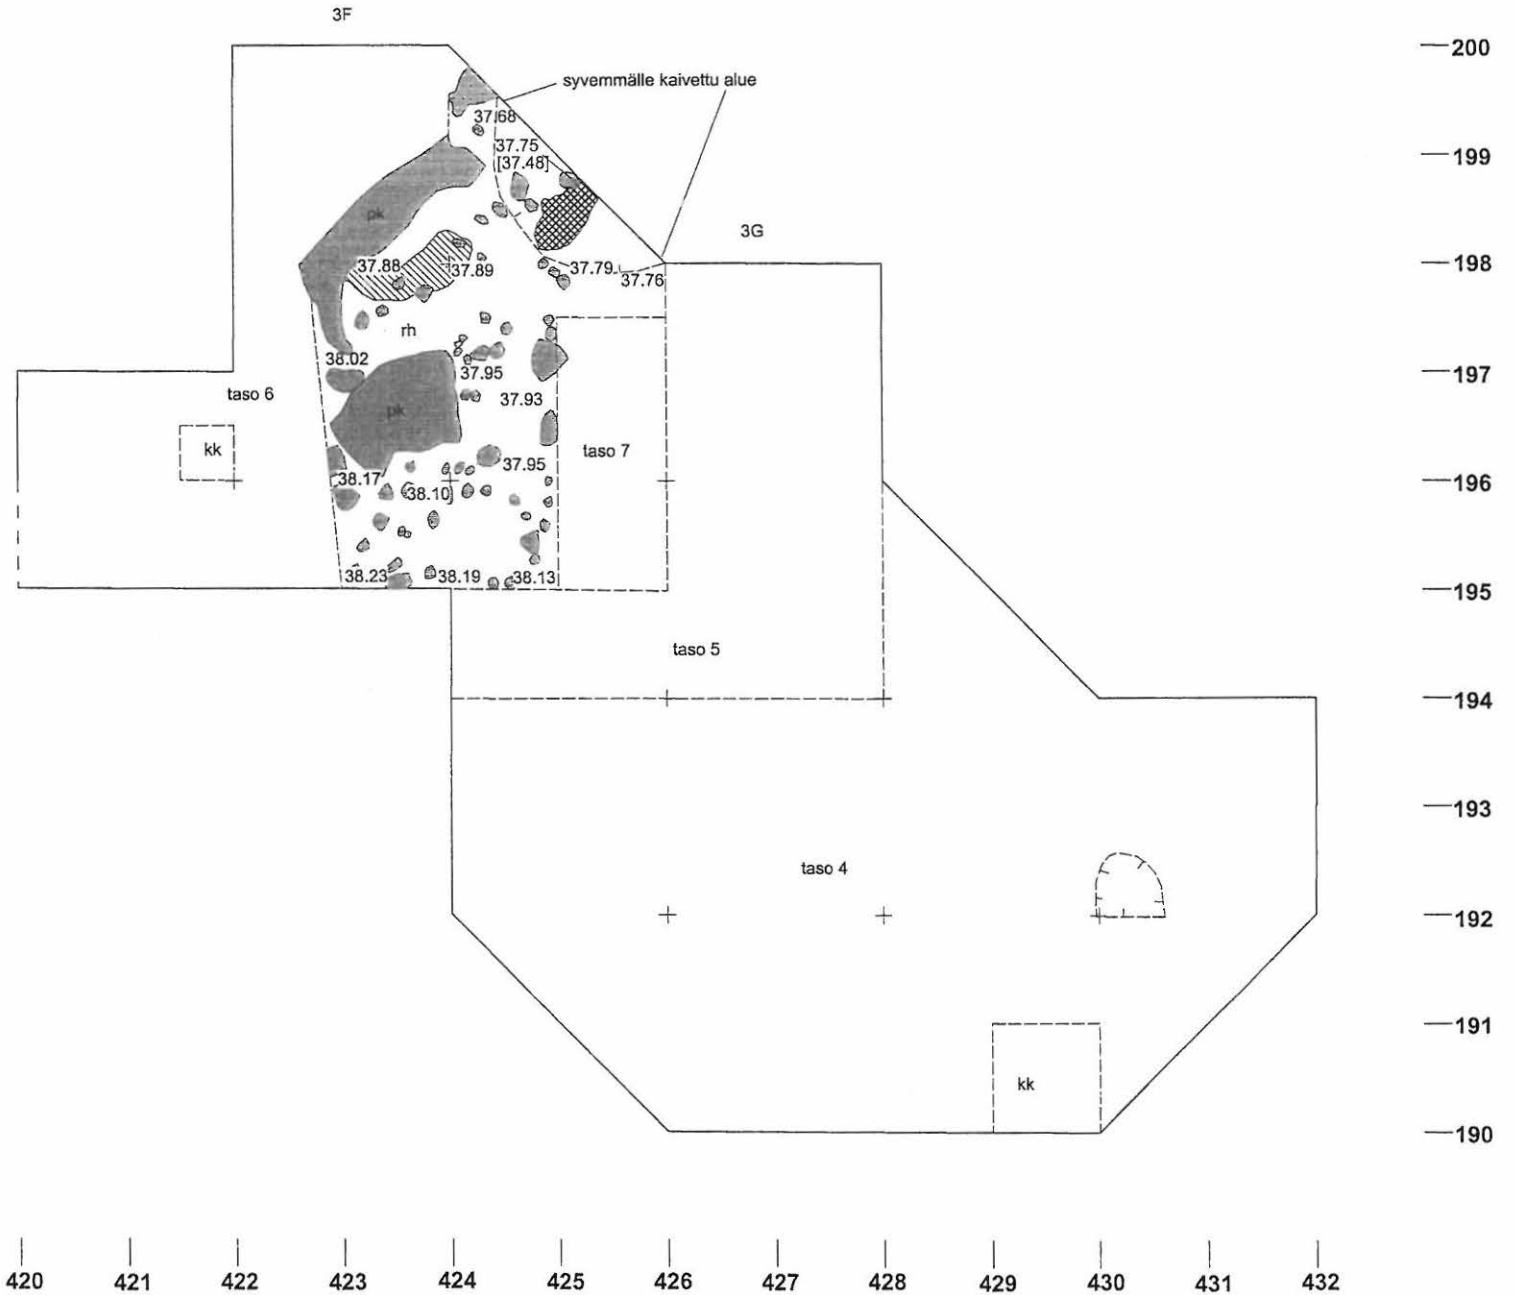 3F
200
syvemmälle kaivettu alue
37.68
37.75
199
[37.48]
pk
3G
37.88
37.89
37.79
198
37.76
rh
38.02
197
37.95
taso 6
37.93
pk
kk
taso 7
37.95
38.17
196
38.10
38.23
38.19
38.13
195
taso 5
194
193
taso 4
192
191
kk
190
420 421 422 423 424 425 426 427 428 429 430 431 432